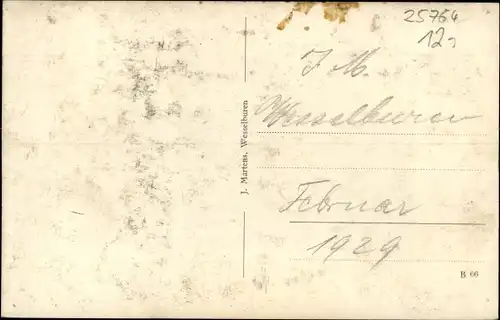 25764
12,
J. M.
Wesselburen
Februar
1929
J. Martens, Wesselburen
B 66